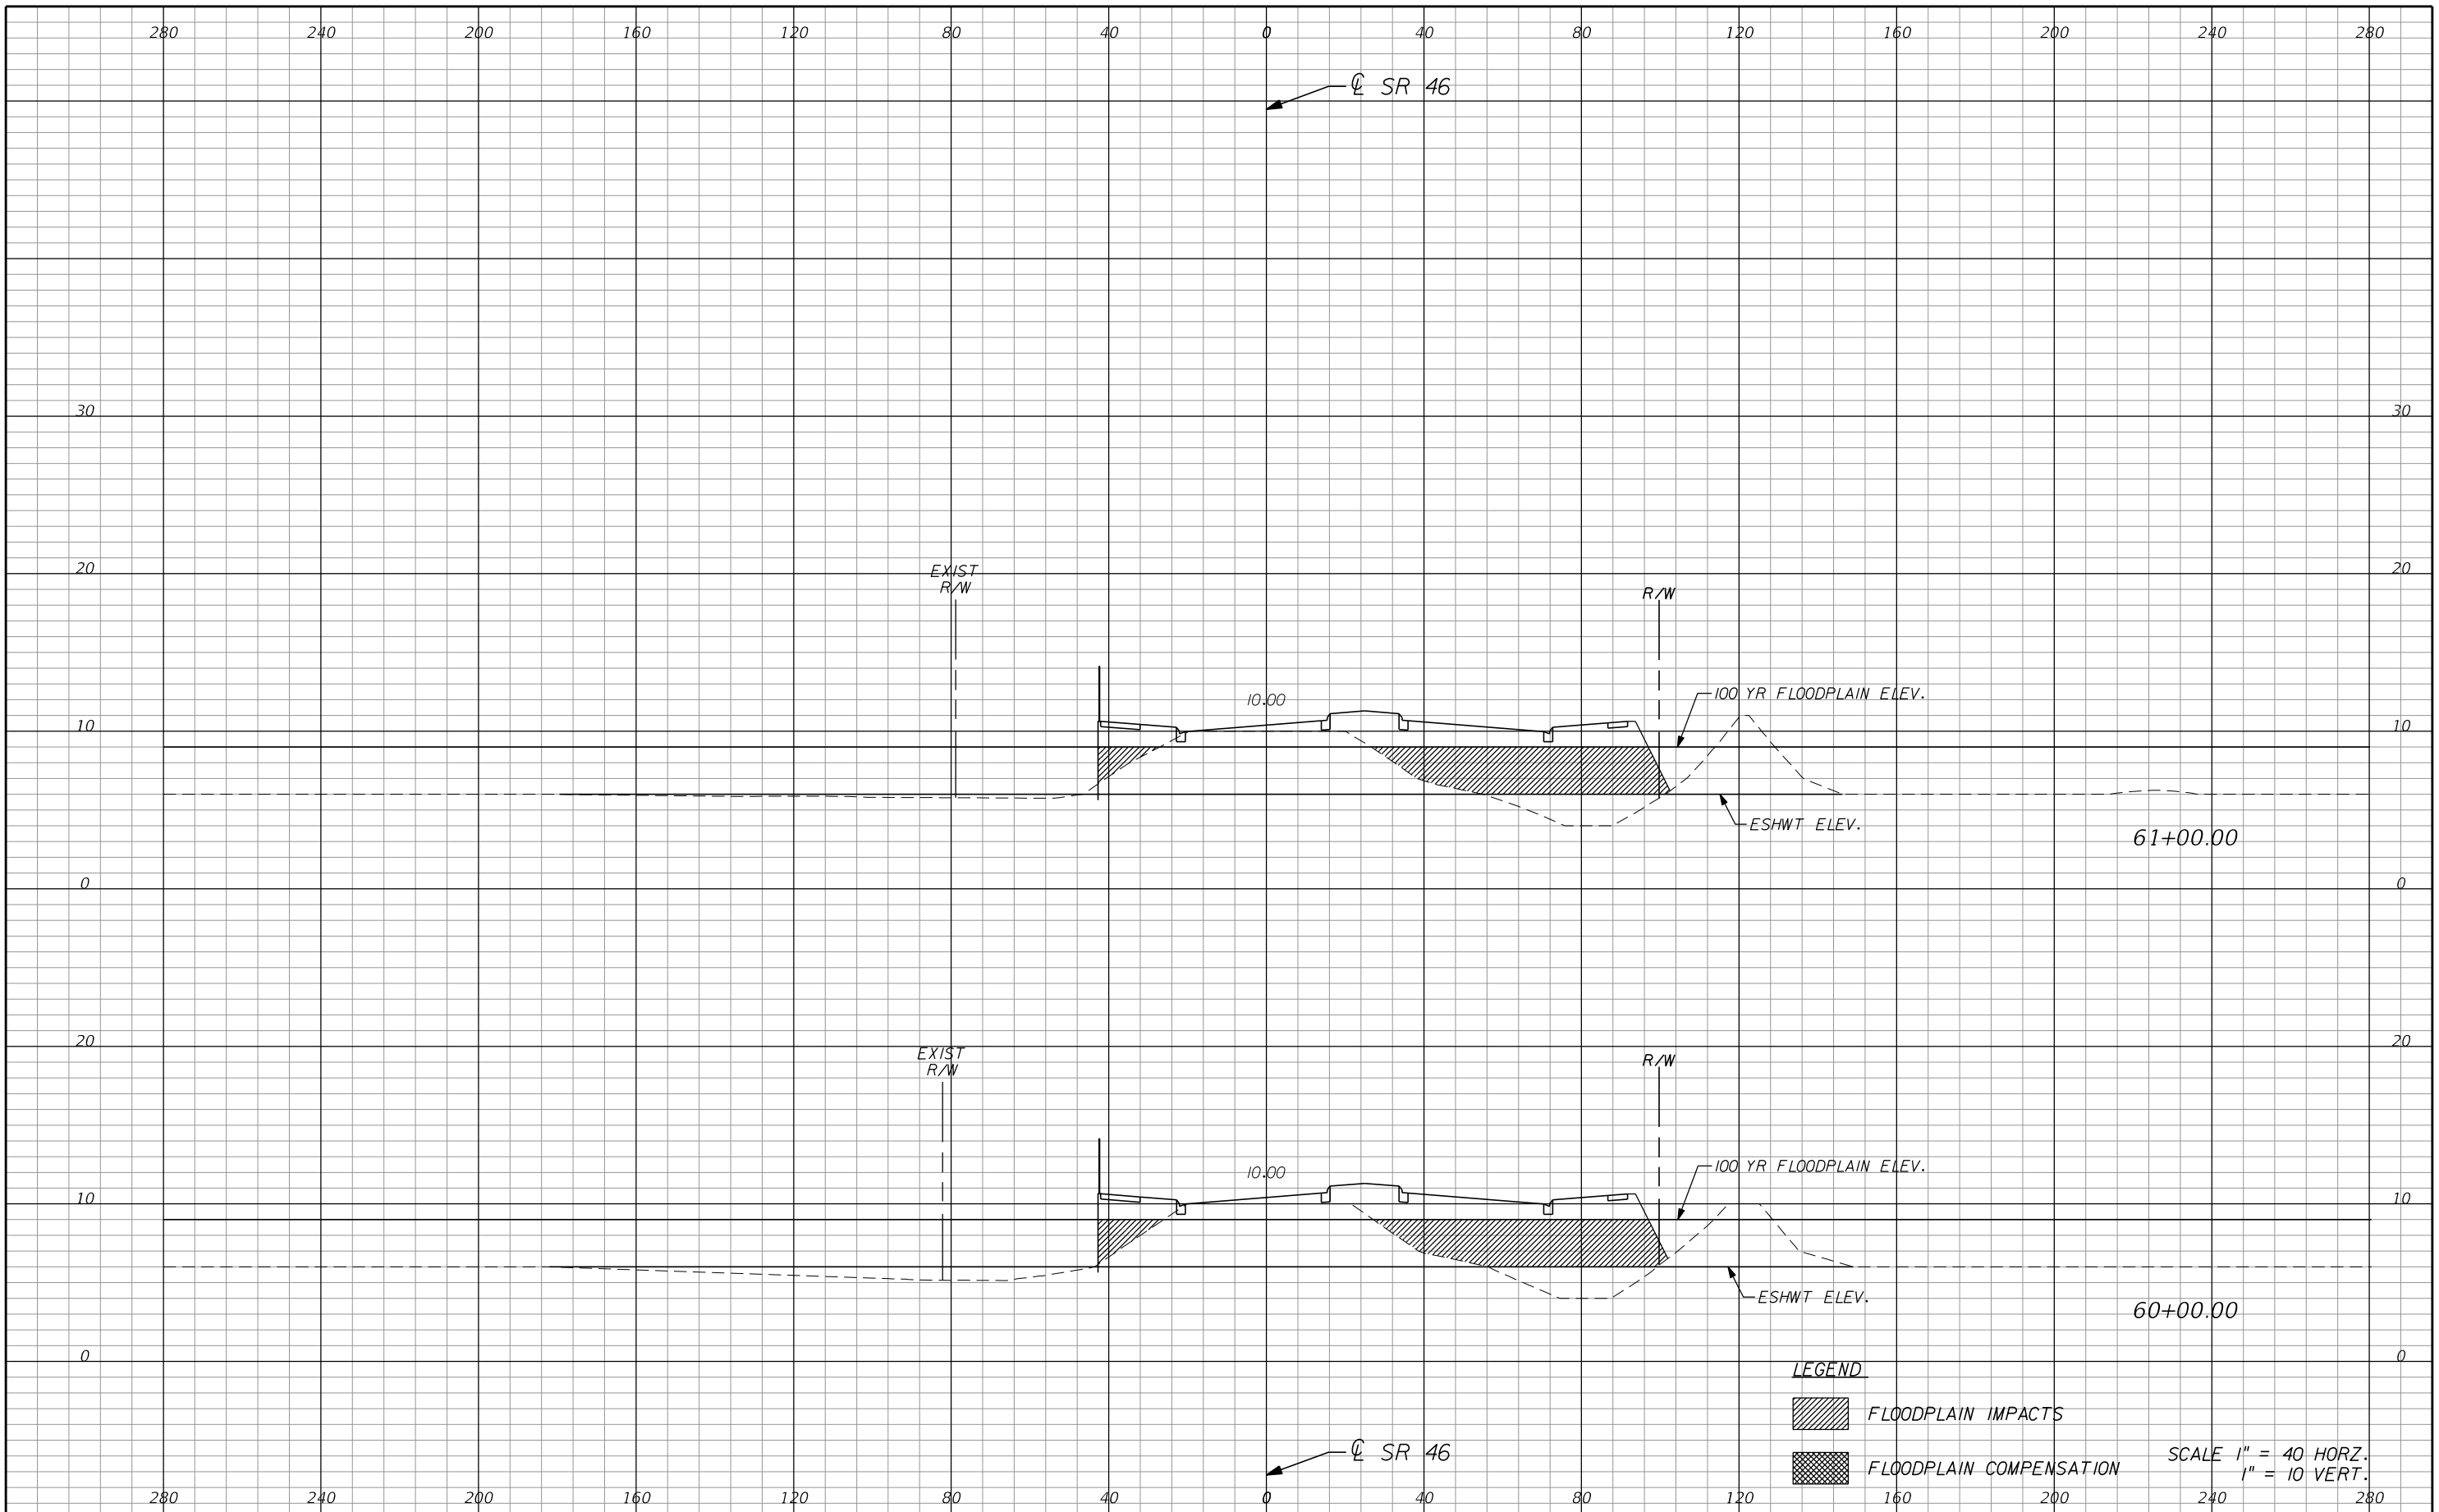 280 240 200 160 120 80 40 0 40 80 120 160 200 240 280
℄ SR 46
30 30
20 20
EXIST
R/W
R/W
100 YR FLOODPLAIN ELEV.
10.00
10 10
ESHWT ELEV.
61+00.00
0 0
20 20
EXIST
R/W
R/W
100 YR FLOODPLAIN ELEV.
10.00
10 10
ESHWT ELEV.
60+00.00
0 0
LEGEND
FLOODPLAIN IMPACTS
℄ SR 46
FLOODPLAIN COMPENSATION
SCALE 1" = 40 HORZ.
1" = 10 VERT.
280 240 200 160 120 80 40 0 40 80 120 160 200 240 280